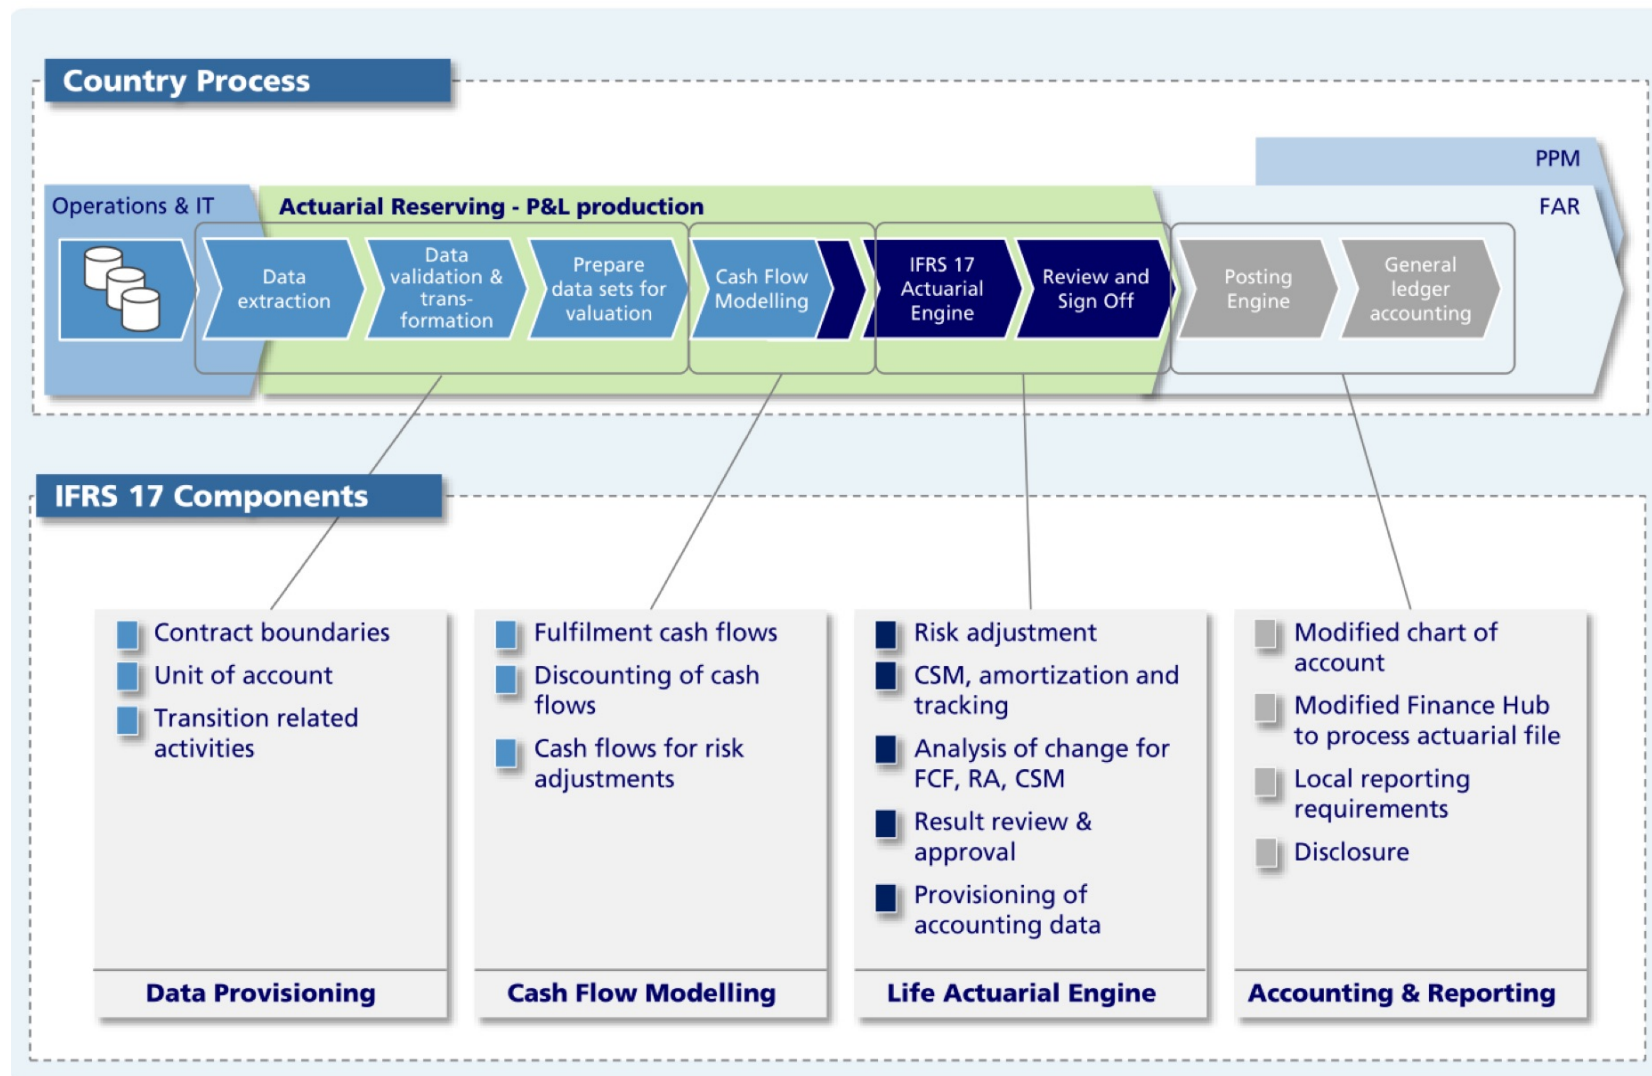 Country Process
PPM
Operations & IT
Actuarial Reserving - P&L production
FAR
Data
extraction
Data
validation &
trans-
formation
Prepare
data sets for
valuation
Cash Flow
Modelling
IFRS 17
Actuarial
Engine
Review and
Sign Off
Posting
Engine
General
ledger
accounting
IFRS 17 Components
Contract boundaries
Unit of account
Transition related
activities
Data Provisioning
Fulfilment cash flows
Discounting of cash
flows
Cash flows for risk
adjustments
Cash Flow Modelling
Risk adjustment
CSM, amortization and
tracking
Analysis of change for
FCF, RA, CSM
Result review &
approval
Provisioning of
accounting data
Life Actuarial Engine
Modified chart of
account
Modified Finance Hub
to process actuarial file
Local reporting
requirements
Disclosure
Accounting & Reporting